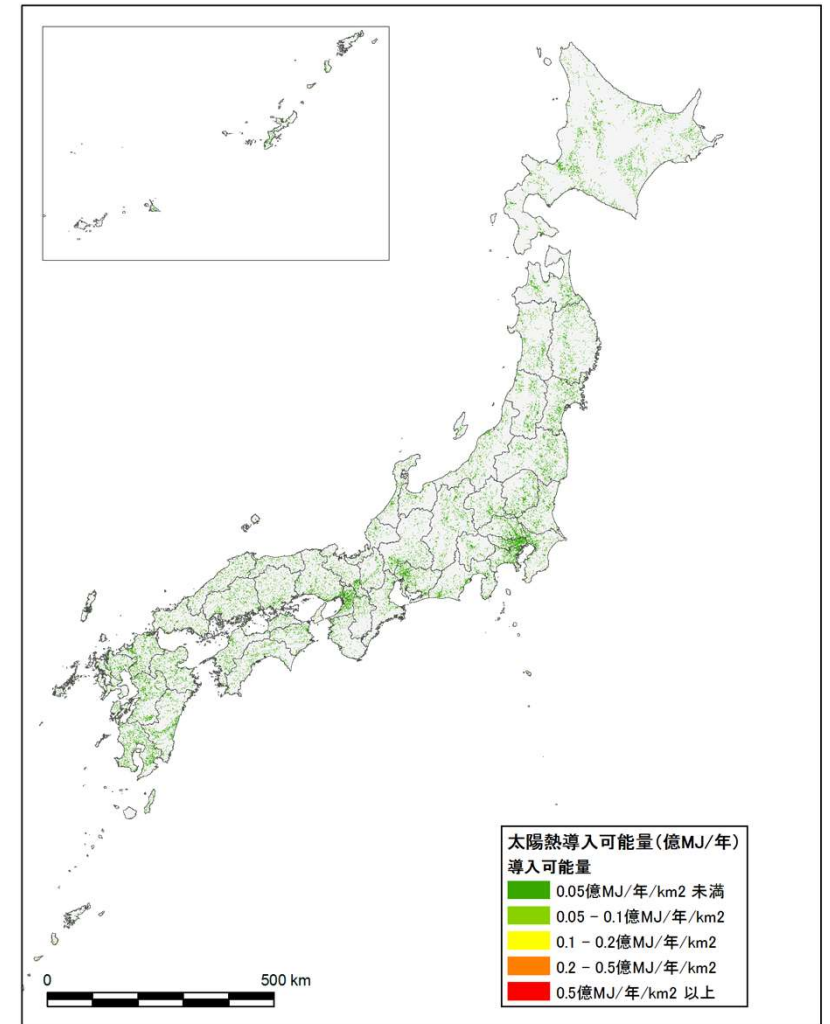 太陽熱導入可能量(億MJ/年)
導入可能量
0.05億MJ/年/km2 未満
0.05 − 0.1億MJ/年/km2
0.1 − 0.2億MJ/年/km2
0.2 − 0.5億MJ/年/km2
0.5億MJ/年/km2 以上
0 500 km